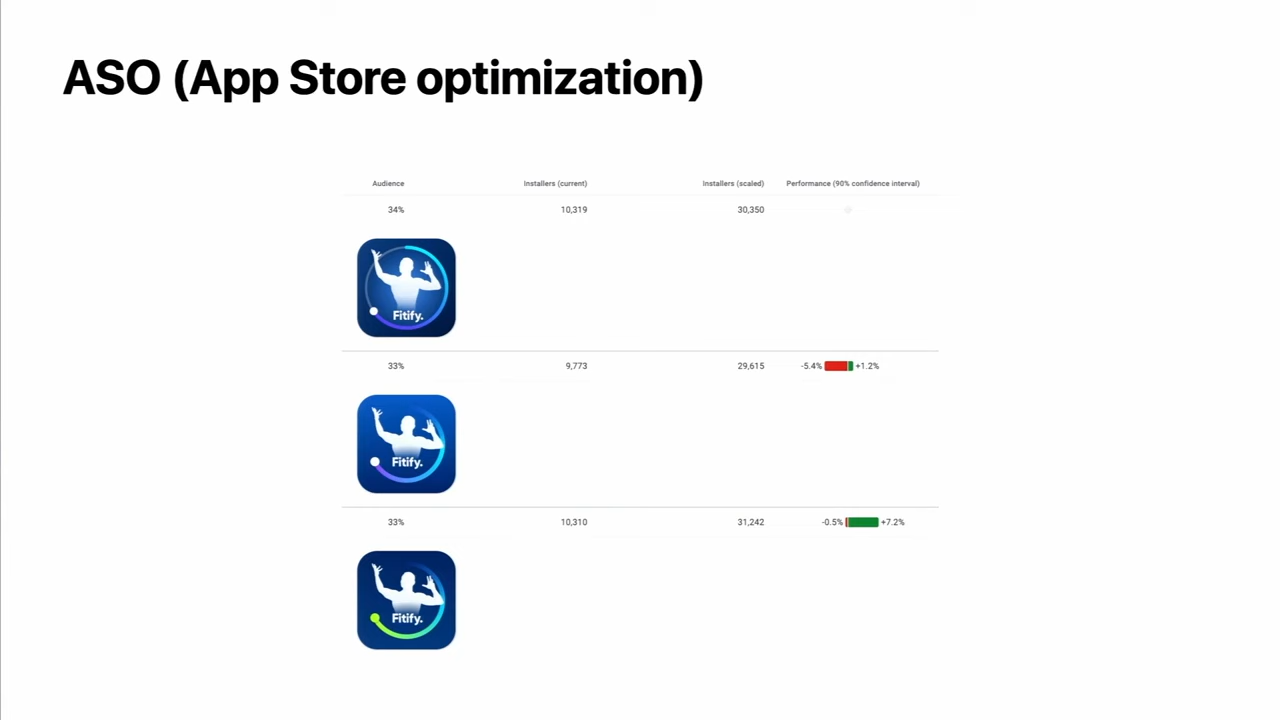 ASO (App Store optimization)
Audience Installers (current) Installers (scaled) Performance (90% confidence interval)
34% 10,319 30,350
Fitify.
33% 9,773 29,615 -5.4% +1.2%
Fitify.
33% 10,310 31,242 -0.5% +7.2%
Fitify.